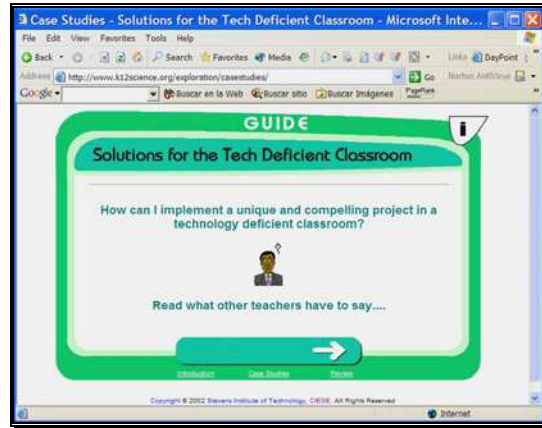 Case Studies - Solutions for the Tech Deficient Classroom - Microsoft Inte...
File Edit View Favorites Tools Help
Back Search Favorites Media Links DayPoint
Address http://www.k12science.org/exploration/casestudies/ Go Norton AntiVirus
Google Buscar en la Web Buscar sitio Buscar Imágenes PageRank
GUIDE
i
Solutions for the Tech Deficient Classroom
How can I implement a unique and compelling project in a
technology deficient classroom?
?
Read what other teachers have to say....
Introduction Case Studies Review
Copyright © 2002 Stevens Institute of Technology, CIESE, All Rights Reserved
Internet